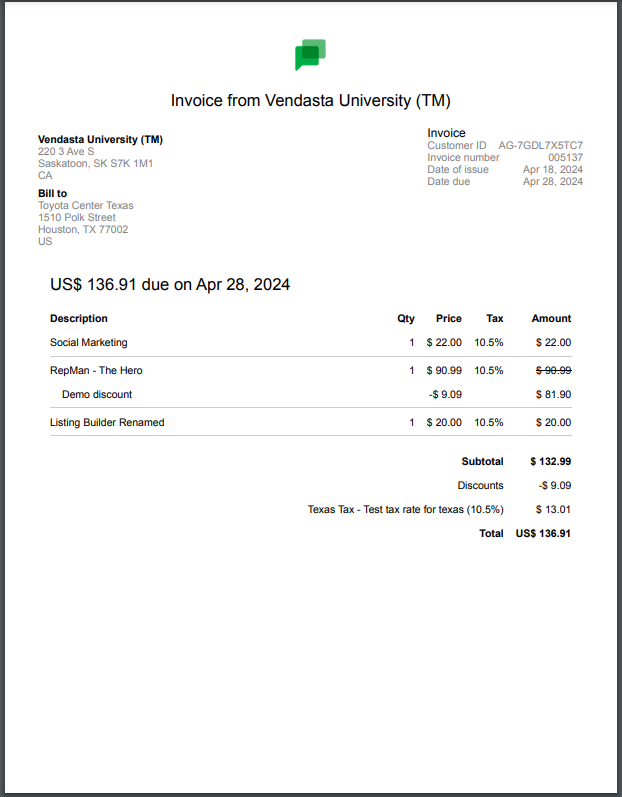 Invoice from Vendasta University (TM)
Vendasta University (TM)
220 3 Ave S
Saskatoon, SK S7K 1M1
CA
Bill to
Toyota Center Texas
1510 Polk Street
Houston, TX 77002
US
Invoice
Customer ID AG-7GDL7X5TC7
Invoice number 005137
Date of issue Apr 18, 2024
Date due Apr 28, 2024
US$ 136.91 due on Apr 28, 2024
Description Qty Price Tax Amount
Social Marketing 1 $ 22.00 10.5% $ 22.00
RepMan - The Hero 1 $ 90.99 10.5% $ 90.99
Demo discount -$ 9.09 $ 81.90
Listing Builder Renamed 1 $ 20.00 10.5% $ 20.00
Subtotal $ 132.99
Discounts -$ 9.09
Texas Tax - Test tax rate for texas (10.5%) $ 13.01
Total US$ 136.91